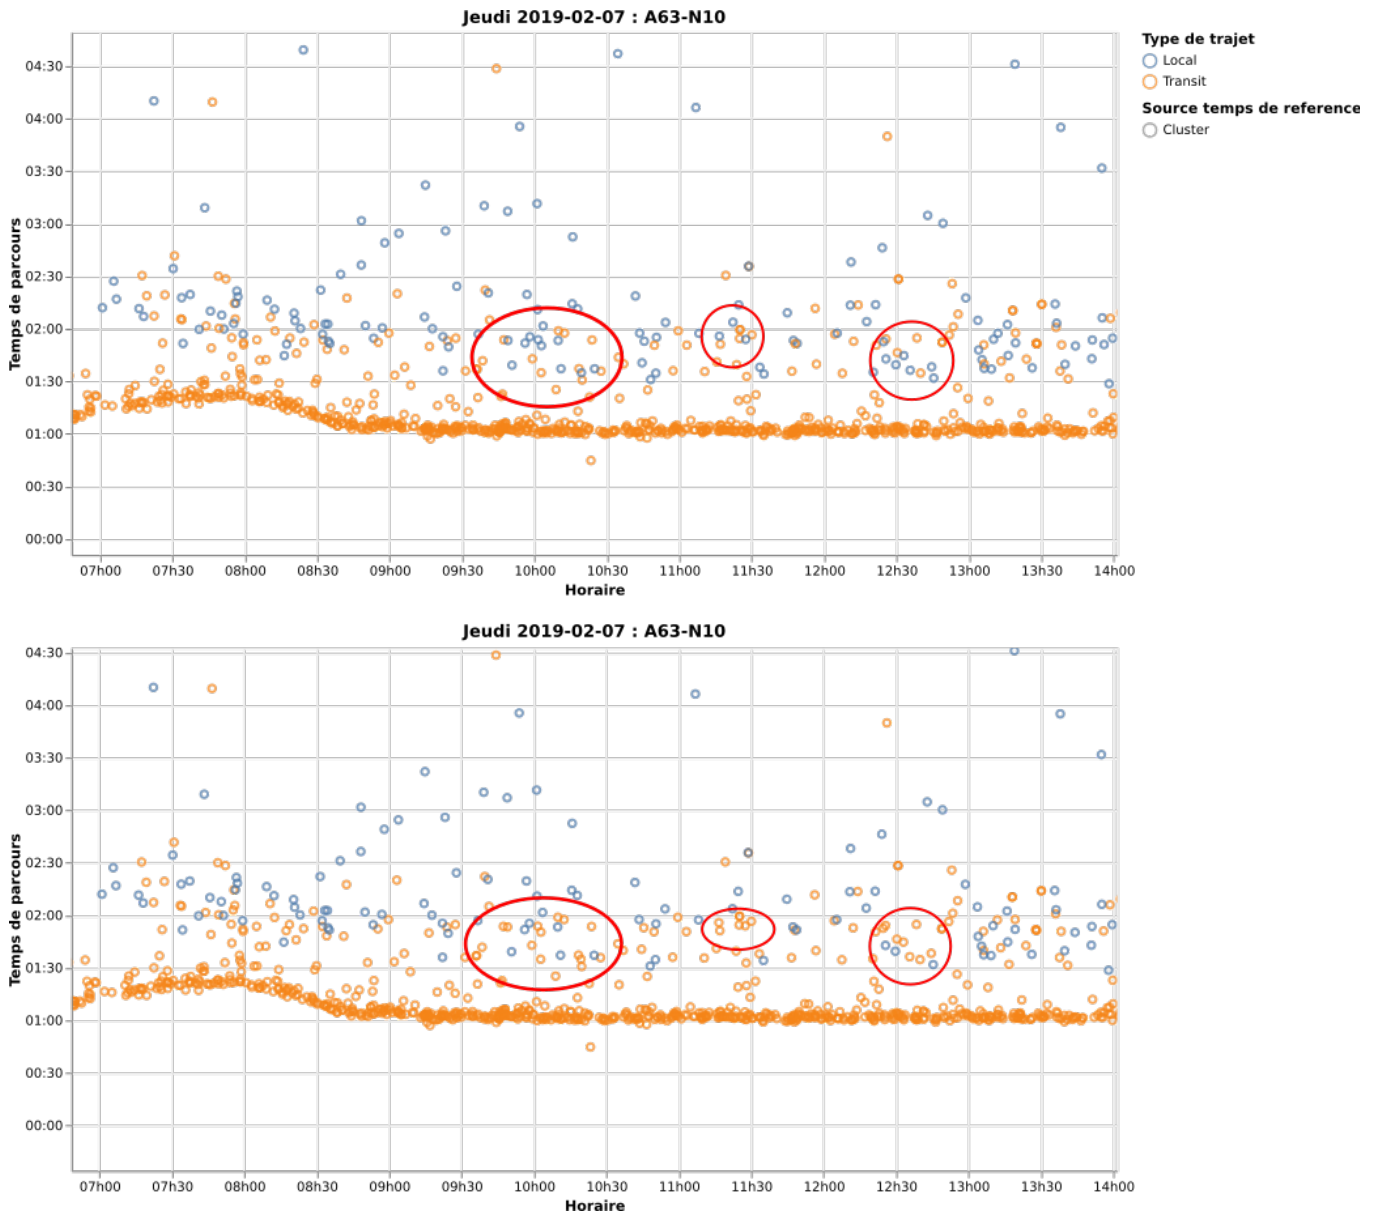 Jeudi 2019-02-07 : A63-N10
Type de trajet
Local
Transit
Source temps de reference
Cluster
Temps de parcours
04:30
04:00
03:30
03:00
02:30
02:00
01:30
01:00
00:30
00:00
07h00 07h30 08h00 08h30 09h00 09h30 10h00 10h30 11h00 11h30 12h00 12h30 13h00 13h30 14h00
Horaire
Jeudi 2019-02-07 : A63-N10
Temps de parcours
04:30
04:00
03:30
03:00
02:30
02:00
01:30
01:00
00:30
00:00
07h00 07h30 08h00 08h30 09h00 09h30 10h00 10h30 11h00 11h30 12h00 12h30 13h00 13h30 14h00
Horaire